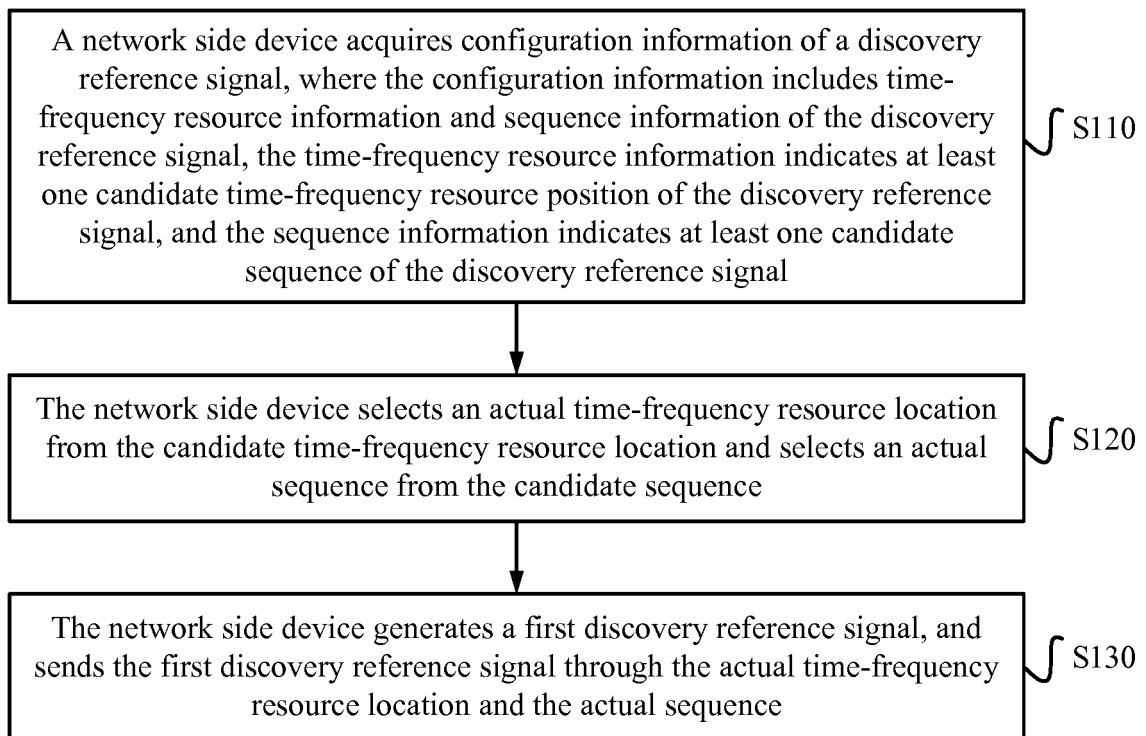 A network side device acquires configuration information of a discovery
reference signal, where the configuration information includes time-
frequency resource information and sequence information of the discovery
reference signal, the time-frequency resource information indicates at least
one candidate time-frequency resource position of the discovery reference
signal, and the sequence information indicates at least one candidate
sequence of the discovery reference signal
S110
The network side device selects an actual time-frequency resource location
from the candidate time-frequency resource location and selects an actual
sequence from the candidate sequence
S120
The network side device generates a first discovery reference signal, and
sends the first discovery reference signal through the actual time-frequency
resource location and the actual sequence
S130